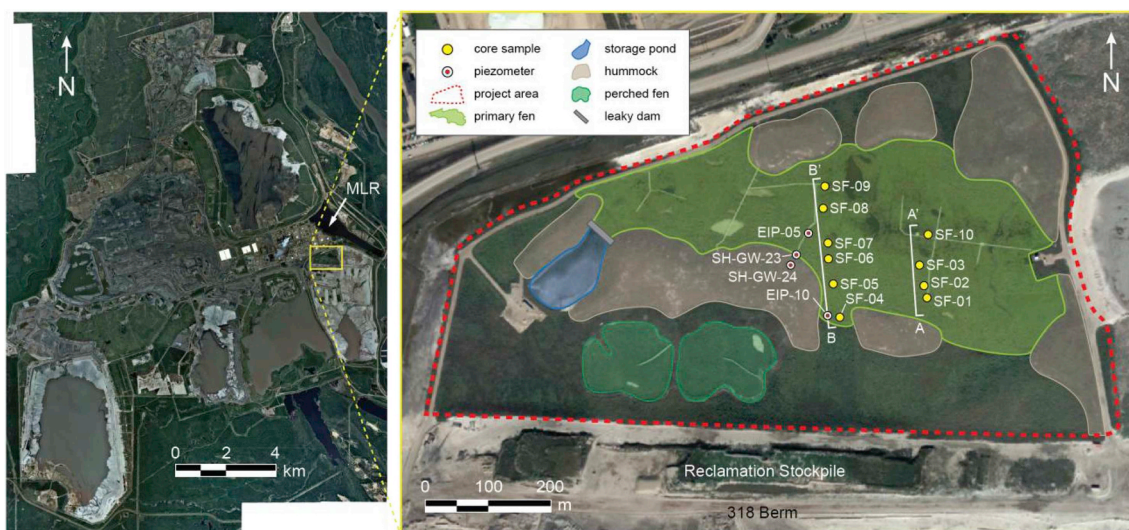 N
MLR
0 2 4
km
core sample
piezometer
project area
primary fen
storage pond
hummock
perched fen
leaky dam
N
B'
SF-09
SF-08
EIP-05
A'
SF-10
SF-07
SH-GW-23
SF-06
SF-03
SH-GW-24
SF-05
SF-02
EIP-10
SF-04
SF-01
B
A
Reclamation Stockpile
0 100 200
m
318 Berm